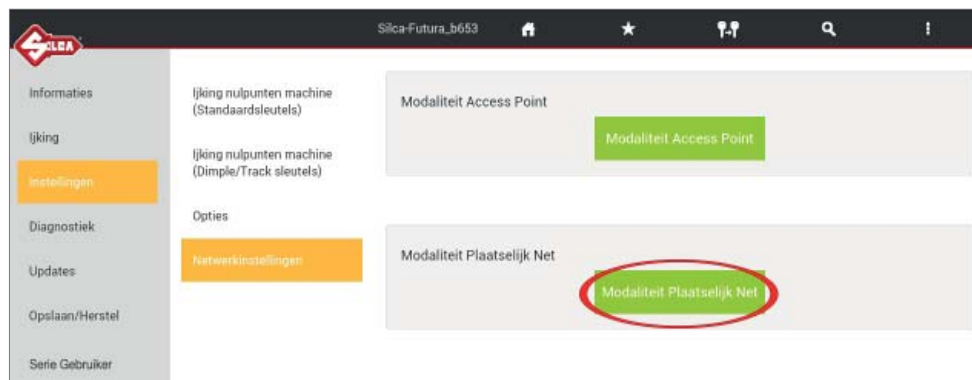 SILCA
Silca-Futura_b653
Informaties
Ijking
Instellingen
Diagnostiek
Updates
Opslaan/Herstel
Serie Gebruiker
Ijking nulpunten machine
(Standaardsleutels)
Ijking nulpunten machine
(Dimple/Track sleutels)
Opties
Netwerkinstellingen
Modaliteit Access Point
Modaliteit Access Point
Modaliteit Plaatselijk Net
Modaliteit Plaatselijk Net